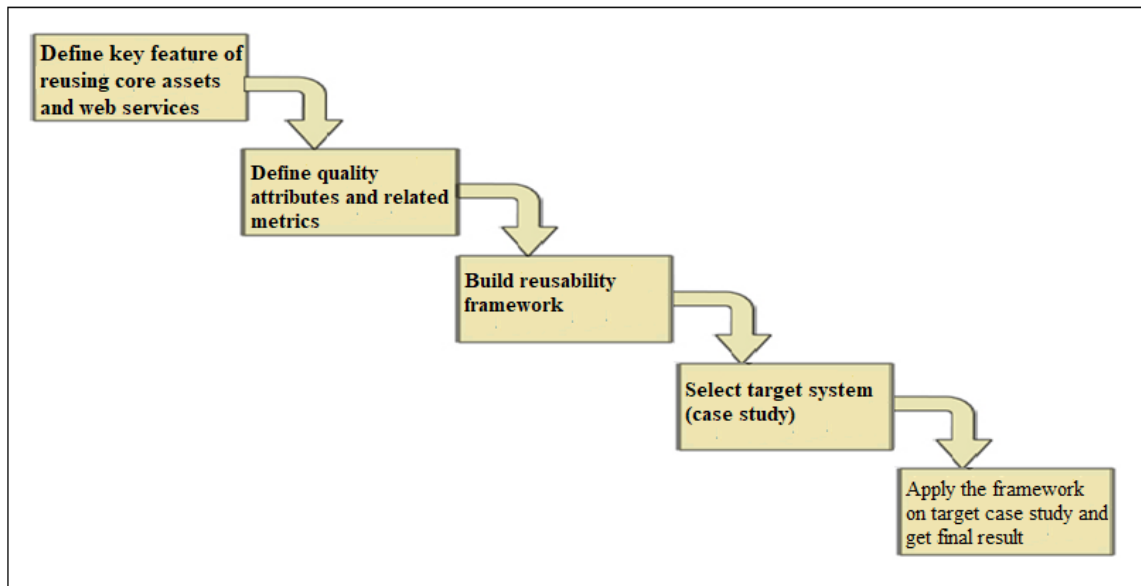 Define key feature of
reusing core assets
and web services
Define quality
attributes and related
metrics
Build reusability
framework
Select target system
(case study)
Apply the framework
on target case study and
get final result